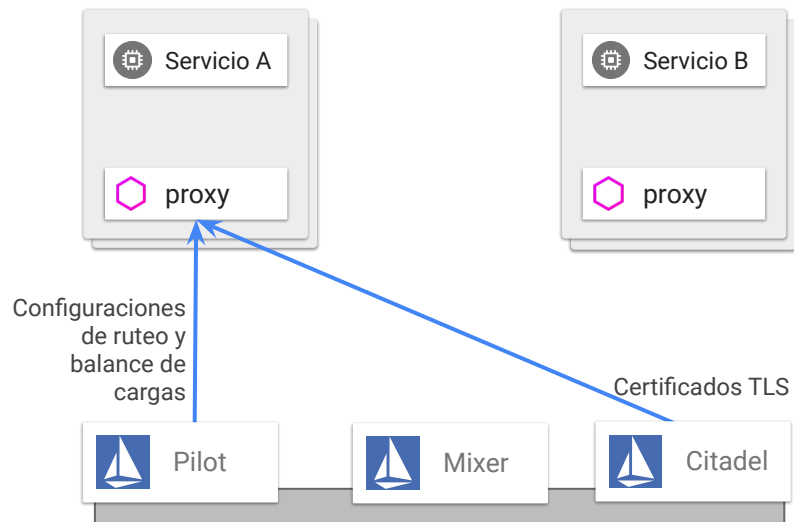 Servicio A
Servicio B
proxy
proxy
Configuraciones
de ruteo y
balance de
cargas
Certificados TLS
Pilot
Mixer
Citadel